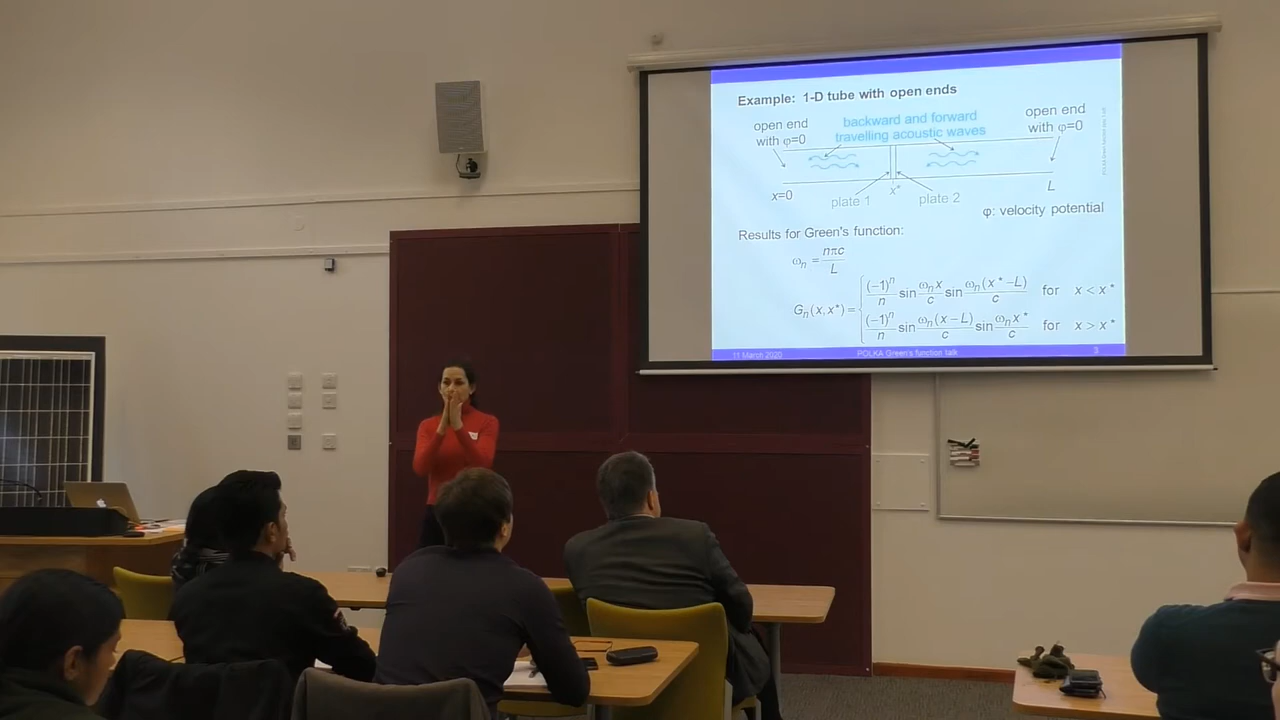 Example: 1-D tube with open ends
open end
with φ=0
backward and forward
travelling acoustic waves
open end
with φ=0
x=0
plate 1
x*
plate 2
L
φ: velocity potential
Results for Green's function:
ωₙ = nπc/L
Gₙ(x,x*) = { (-1)ⁿ/n sin ωₙx/c sin ωₙ(x*-L)/c for x < x*
(-1)ⁿ/n sin ωₙ(x-L)/c sin ωₙx*/c for x > x*
11 March 2020 POLKA Green's function talk 3